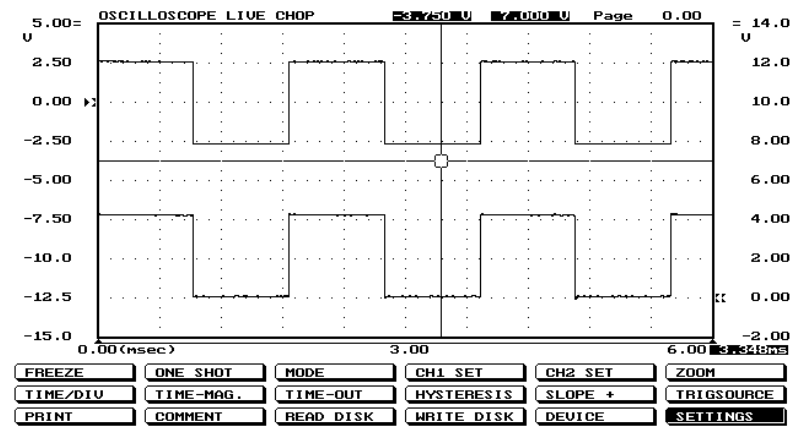 OSCILLOSCOPE LIVE CHOP -3.750 V 7.000 V Page 0.00
5.00= = 14.0
V V
2.50 12.0
0.00 10.0
-2.50 8.00
-5.00 6.00
-7.50 4.00
-10.0 2.00
-12.5 0.00
-15.0 -2.00
0.00(msec) 3.00 6.00 3.348ms
FREEZE ONE SHOT MODE CH1 SET CH2 SET ZOOM
TIME/DIV TIME-MAG. TIME-OUT HYSTERESIS SLOPE + TRIGSOURCE
PRINT COMMENT READ DISK WRITE DISK DEVICE SETTINGS